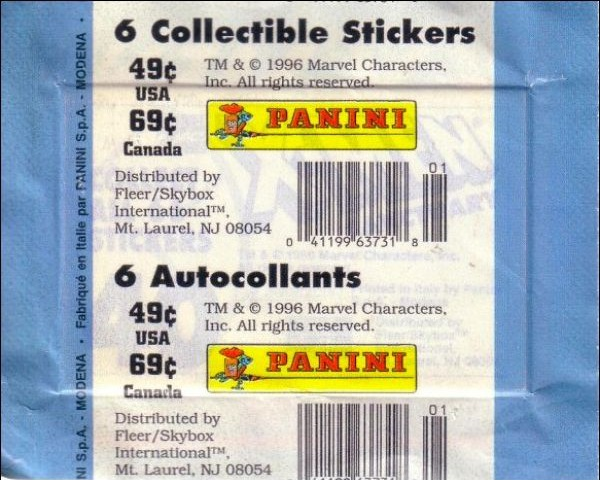 6 Collectible Stickers
49¢
USA
69¢
Canada
TM & © 1996 Marvel Characters,
Inc. All rights reserved.
PANINI
Distributed by
Fleer/Skybox
International™,
Mt. Laurel, NJ 08054
01
0 41199 63731 8
6 Autocollants
49¢
USA
69¢
Canada
TM & © 1996 Marvel Characters,
Inc. All rights reserved.
PANINI
Distributed by
Fleer/Skybox
International™,
Mt. Laurel, NJ 08054
01
41199 63731
NI S.p.A. - MODENA • Fabriqué en Italie par PANINI S.p.A. - MODENA •